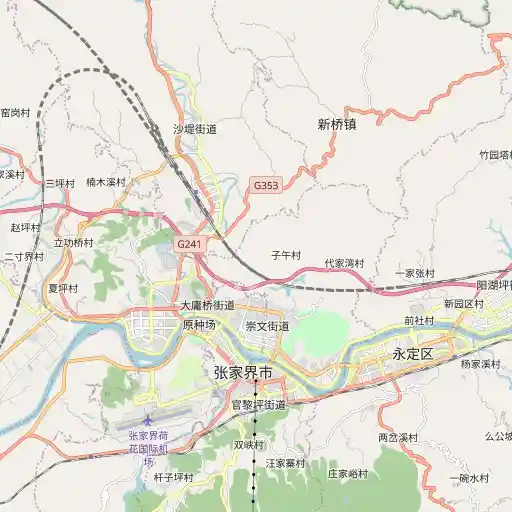 窑岗村
沙堤街道
新桥镇
竹园塔村
家溪村
三坪村
楠木溪村
G353
赵坪村
立功桥村
G241
二寸界村
子午村
代家湾村
一家张村
夏坪村
阳湖坪街
大庸桥街道
新园区村
原种场
崇文街道
前社村
永定区
张家界市
杨家溪村
官黎坪街道
张家界荷
花国际机
场
双峡村
两岔溪村
么公坡
汪家寨村
杆子坪村
庄家峪村
一碗水村